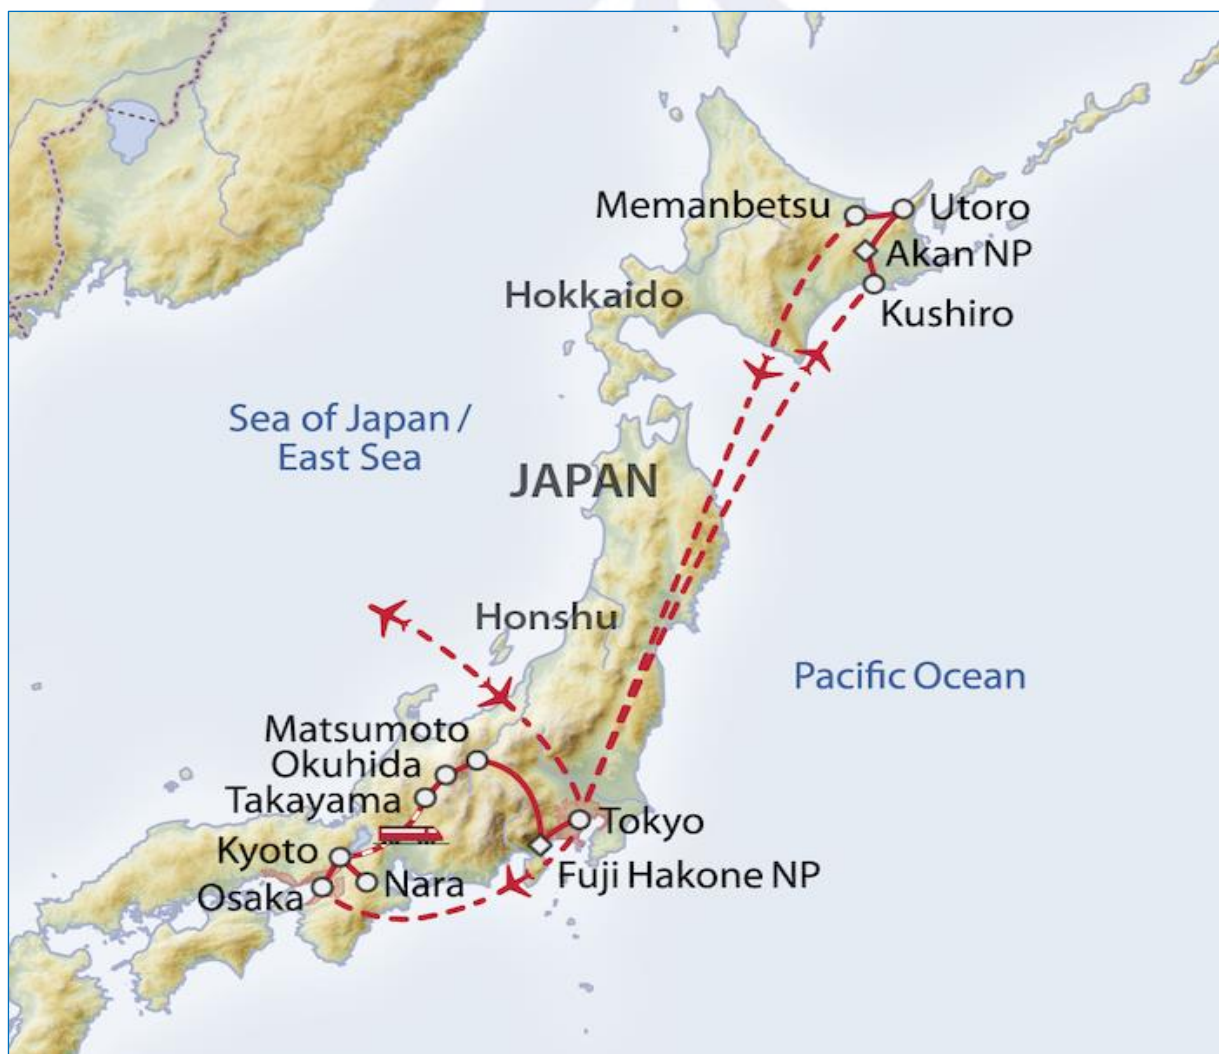 Memanbetsu
Utoro
Akan NP
Hokkaido
Kushiro
Sea of Japan /
East Sea
JAPAN
Honshu
Pacific Ocean
Matsumoto
Okuhida
Takayama
Tokyo
Kyoto
Fuji Hakone NP
Osaka
Nara